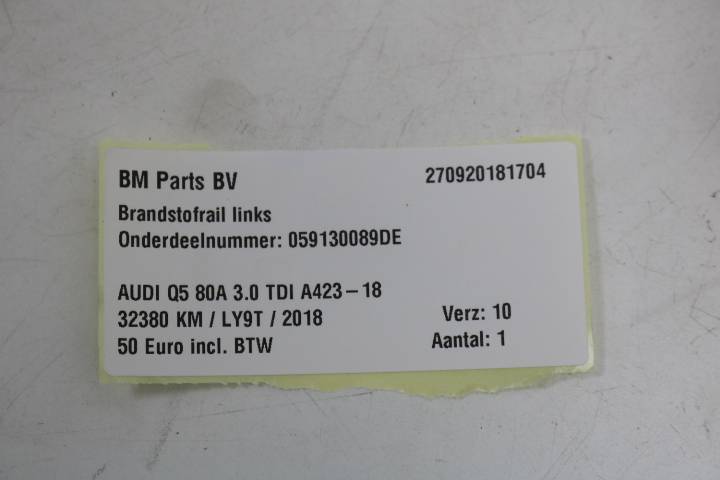 BM Parts BV 270920181704
Brandstofrail links
Onderdeelnummer: 059130089DE
AUDI Q5 80A 3.0 TDI A423-18
32380 KM / LY9T / 2018 Verz: 10
50 Euro incl. BTW Aantal: 1